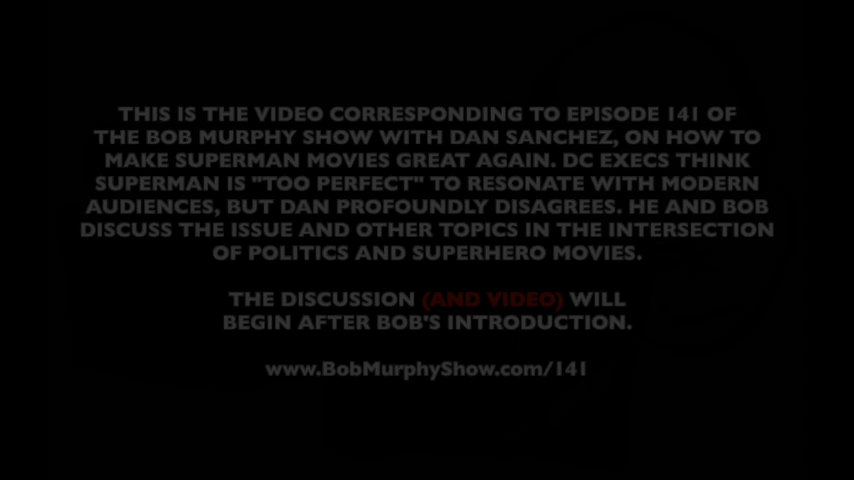 THIS IS THE VIDEO CORRESPONDING TO EPISODE 141 OF
THE BOB MURPHY SHOW WITH DAN SANCHEZ, ON HOW TO
MAKE SUPERMAN MOVIES GREAT AGAIN. DC EXECS THINK
SUPERMAN IS "TOO PERFECT" TO RESONATE WITH MODERN
AUDIENCES, BUT DAN PROFOUNDLY DISAGREES. HE AND BOB
DISCUSS THE ISSUE AND OTHER TOPICS IN THE INTERSECTION
OF POLITICS AND SUPERHERO MOVIES.
THE DISCUSSION (AND VIDEO) WILL
BEGIN AFTER BOB'S INTRODUCTION.
www.BobMurphyShow.com/141